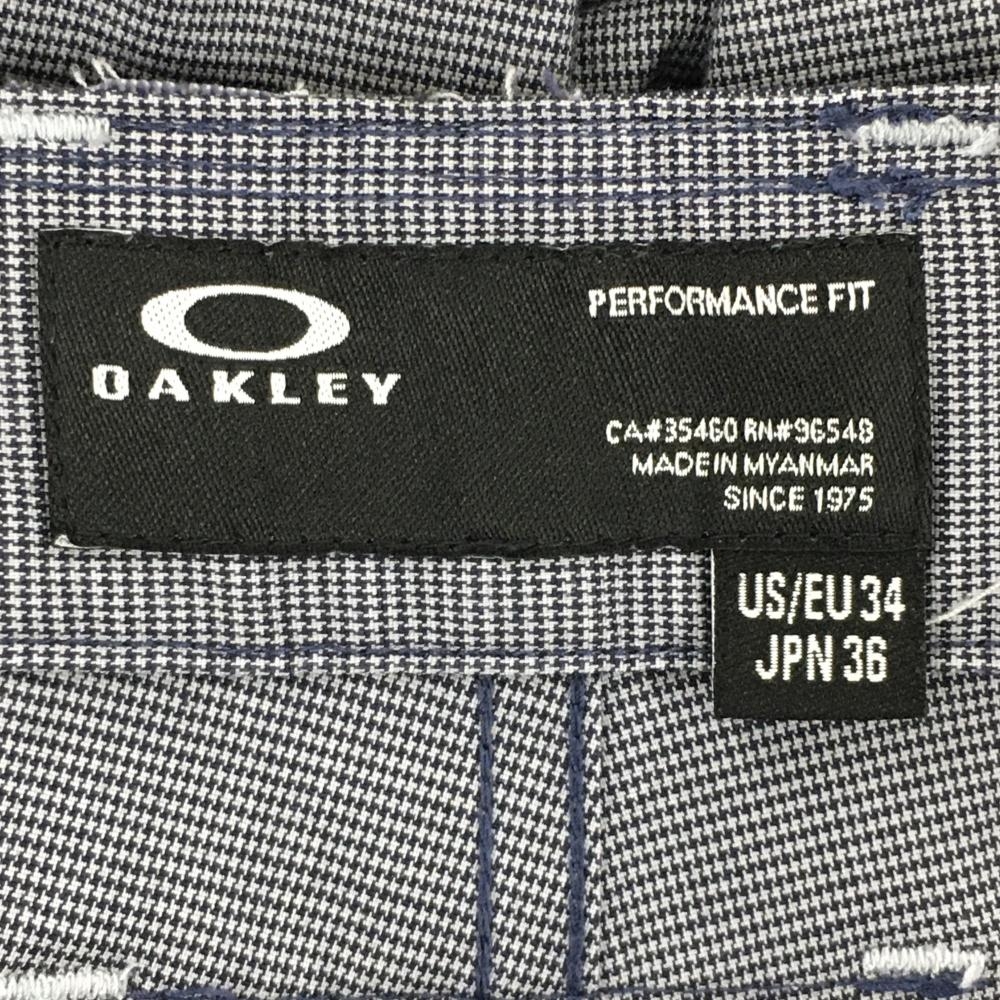 OAKLEY
PERFORMANCE FIT
CA#35460 RN#96548
MADE IN MYANMAR
SINCE 1975
US/EU 34
JPN 36